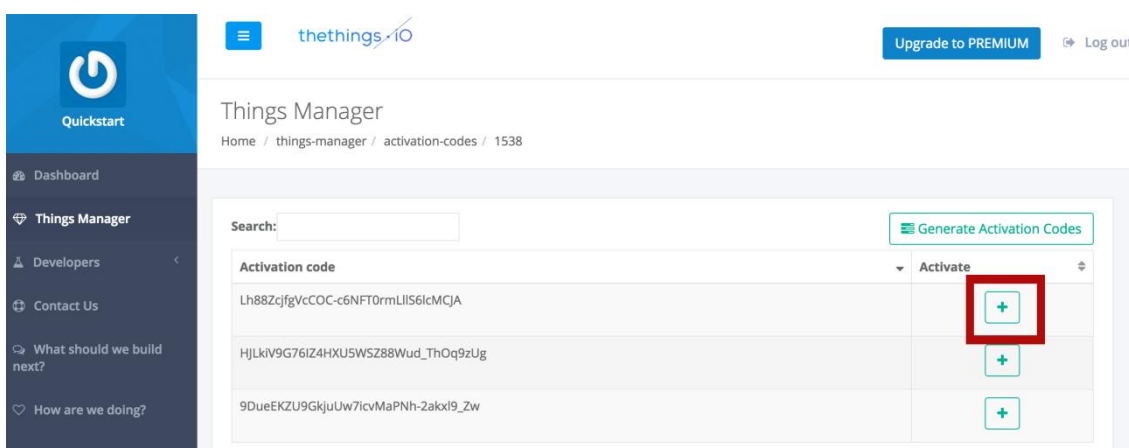 thethings.iO
Upgrade to PREMIUM
Log out
Quickstart
Things Manager
Home / things-manager / activation-codes / 1538
Dashboard
Things Manager
Developers
Contact Us
What should we build
next?
How are we doing?
Search:
Generate Activation Codes
Activation code
Activate
Lh88ZcjfgVcCOC-c6NFT0rmLllS6lcMCJA
HJLkiV9G76IZ4HXU5WSZ88Wud_ThOq9zUg
9DueEKZU9GkjuUw7icvMaPNh-2akxl9_Zw